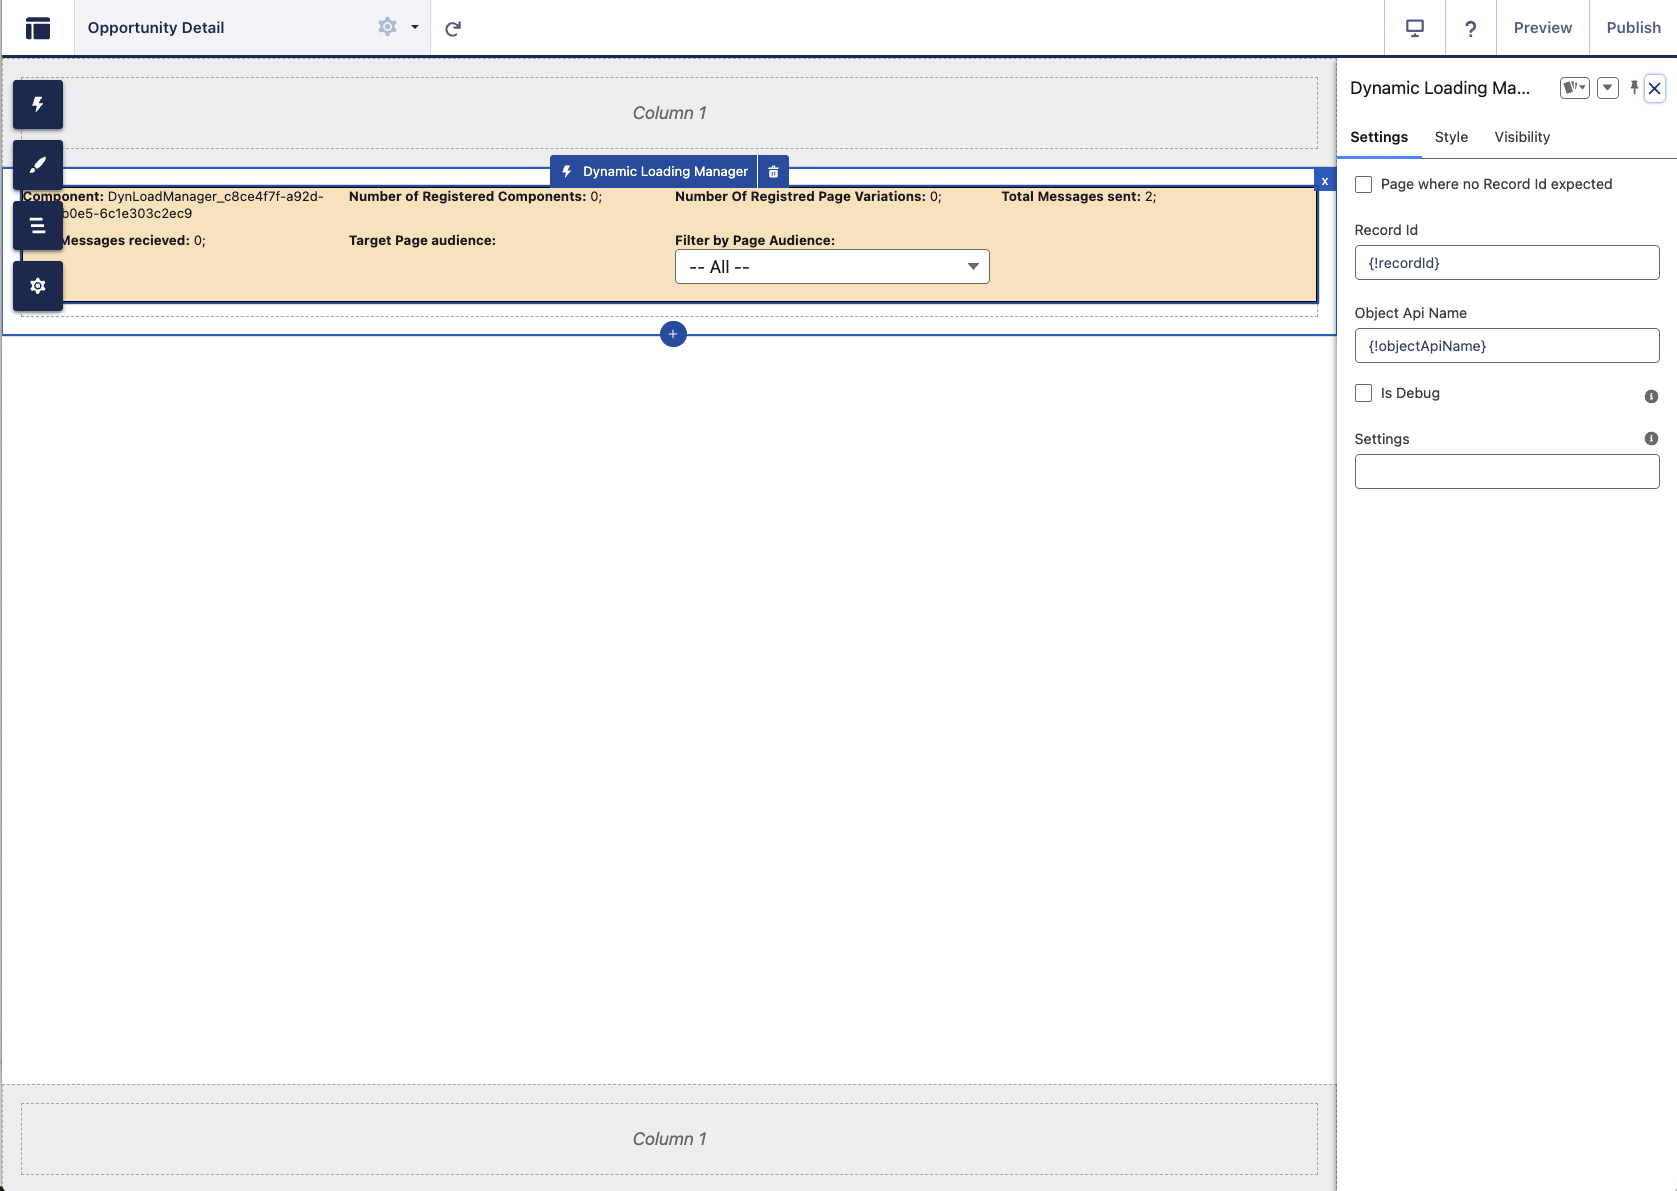 Opportunity Detail
? Preview Publish
Column 1
Dynamic Loading Manager
x
Component: DynLoadManager_c8ce4f7f-a92d-
b0e5-6c1e303c2ec9
Number of Registered Components: 0;
Number Of Registred Page Variations: 0;
Total Messages sent: 2;
Messages recieved: 0;
Target Page audience:
Filter by Page Audience:
-- All --
+
Column 1
Dynamic Loading Ma...
Settings Style Visibility
Page where no Record Id expected
Record Id
{!recordId}
Object Api Name
{!objectApiName}
Is Debug
Settings